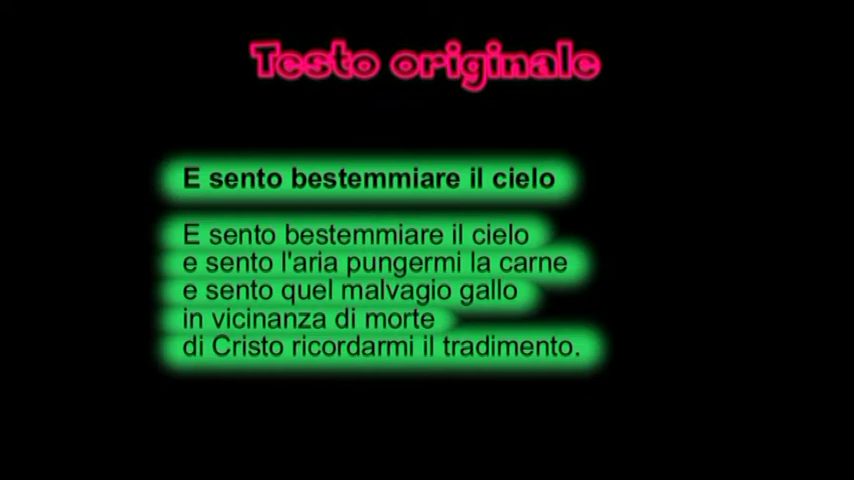 Testo originale
E sento bestemmiare il cielo
E sento bestemmiare il cielo
e sento l'aria pungermi la carne
e sento quel malvagio gallo
in vicinanza di morte
di Cristo ricordarmi il tradimento.